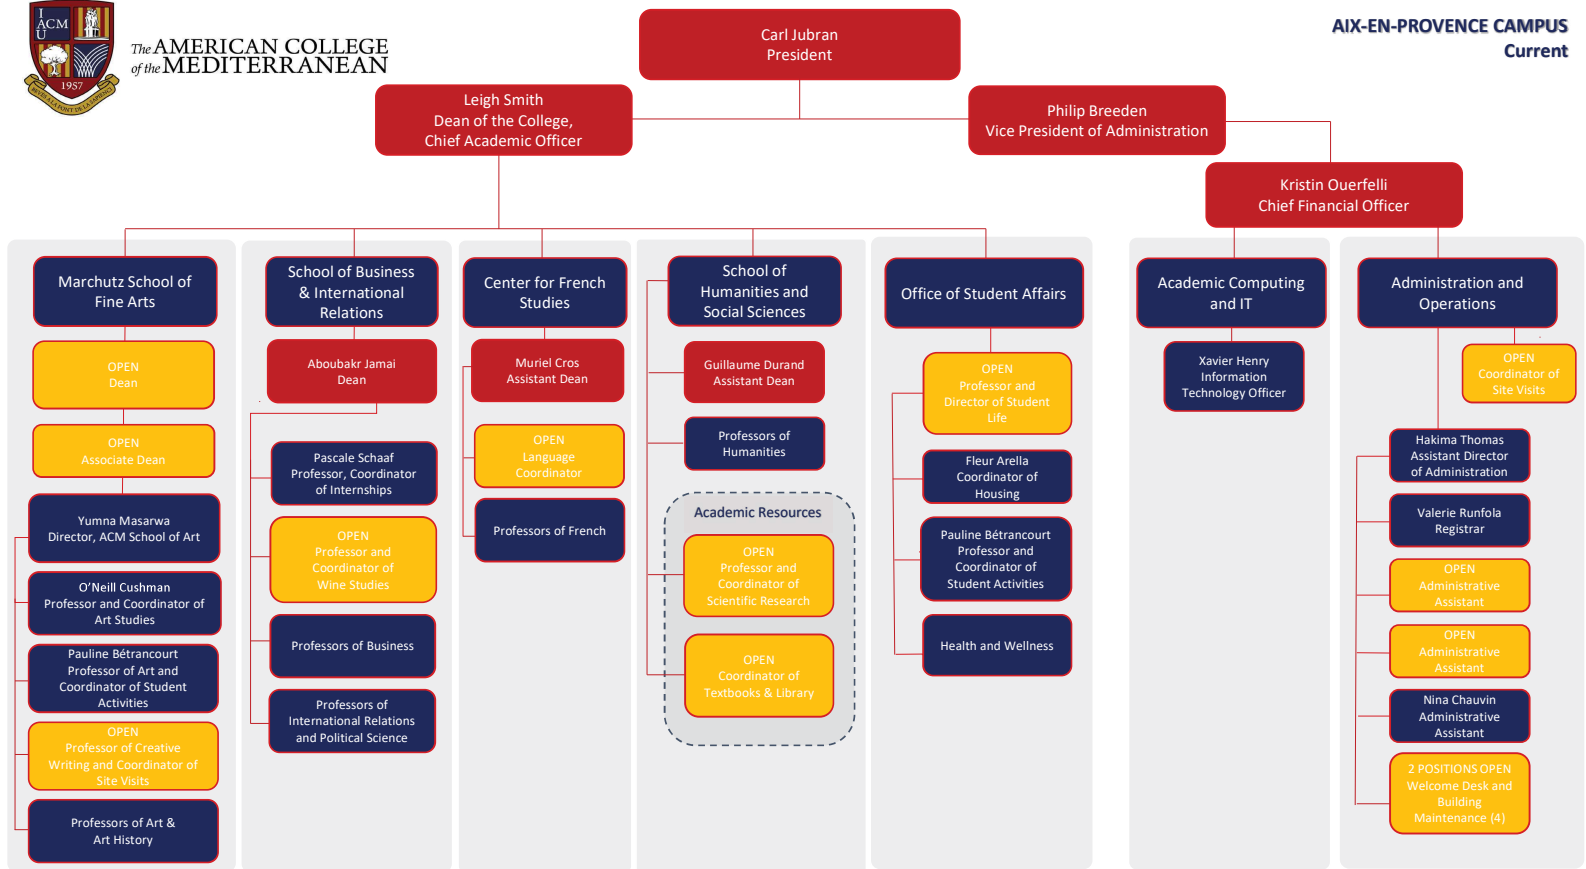 I
ACM
U
1957
The AMERICAN COLLEGE
of the MEDITERRANEAN
Carl Jubran
President
AIX-EN-PROVENCE CAMPUS
Current
Leigh Smith
Dean of the College,
Chief Academic Officer
Philip Breeden
Vice President of Administration
Kristin Ouerfelli
Chief Financial Officer
Marchutz School of
Fine Arts
OPEN
Dean
OPEN
Associate Dean
Yumna Masarwa
Director, ACM School of Art
O'Neill Cushman
Professor and Coordinator of
Art Studies
Pauline Bétrancourt
Professor of Art and
Coordinator of Student
Activities
OPEN
Professor of Creative
Writing and Coordinator of
Site Visits
Professors of Art &
Art History
School of Business
& International
Relations
Aboubakr Jamai
Dean
Pascale Schaaf
Professor, Coordinator
of Internships
OPEN
Professor and
Coordinator of
Wine Studies
Professors of Business
Professors of
International Relations
and Political Science
Center for French
Studies
Muriel Cros
Assistant Dean
OPEN
Language
Coordinator
Professors of French
School of
Humanities and
Social Sciences
Guillaume Durand
Assistant Dean
Professors of
Humanities
Academic Resources
OPEN
Professor and
Coordinator of
Scientific Research
OPEN
Coordinator of
Textbooks & Library
Office of Student Affairs
OPEN
Professor and
Director of Student
Life
Fleur Arella
Coordinator of
Housing
Pauline Bétrancourt
Professor and
Coordinator of
Student Activities
Health and Wellness
Academic Computing
and IT
Xavier Henry
Information
Technology Officer
Administration and
Operations
OPEN
Coordinator of
Site Visits
Hakima Thomas
Assistant Director
of Administration
Valerie Runfola
Registrar
OPEN
Administrative
Assistant
OPEN
Administrative
Assistant
Nina Chauvin
Administrative
Assistant
2 POSITIONS OPEN
Welcome Desk and
Building
Maintenance (4)